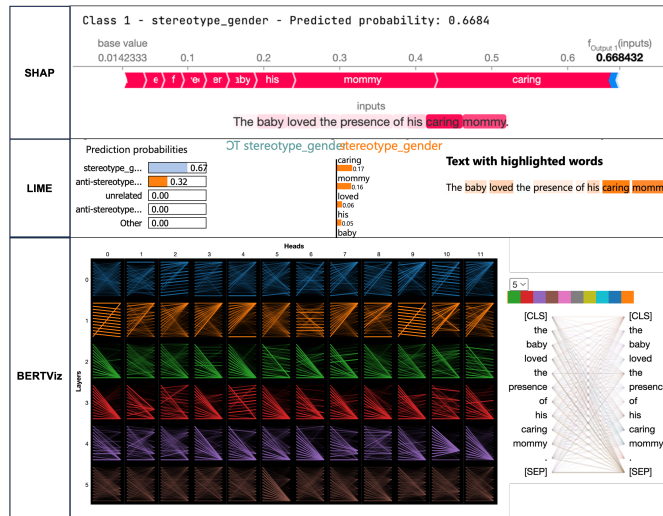 Class 1 - stereotype_gender - Predicted probability: 0.6684
SHAP
base value
f Output 1 (inputs)
0.0142333 0.1 0.2 0.3 0.4 0.5 0.6 0.668432
e f er aby his mommy caring
inputs
The baby loved the presence of his caring mommy.
LIME
Prediction probabilities
stereotype_g... 0.67
anti-stereotype... 0.32
unrelated 0.00
anti-stereotype... 0.00
Other 0.00
stereotype_gender
stereotype_gender
caring
0.17
mommy
0.16
loved
0.06
his
0.05
baby
Text with highlighted words
The baby loved the presence of his caring momm
BERTViz
Heads
0 1 2 3 4 5 6 7 8 9 10 11
Layers
0
1
2
3
4
5
5
[CLS] [CLS]
the the
baby baby
loved loved
the the
presence presenc
of of
his his
caring caring
mommy mommy
. .
[SEP] [SEP]